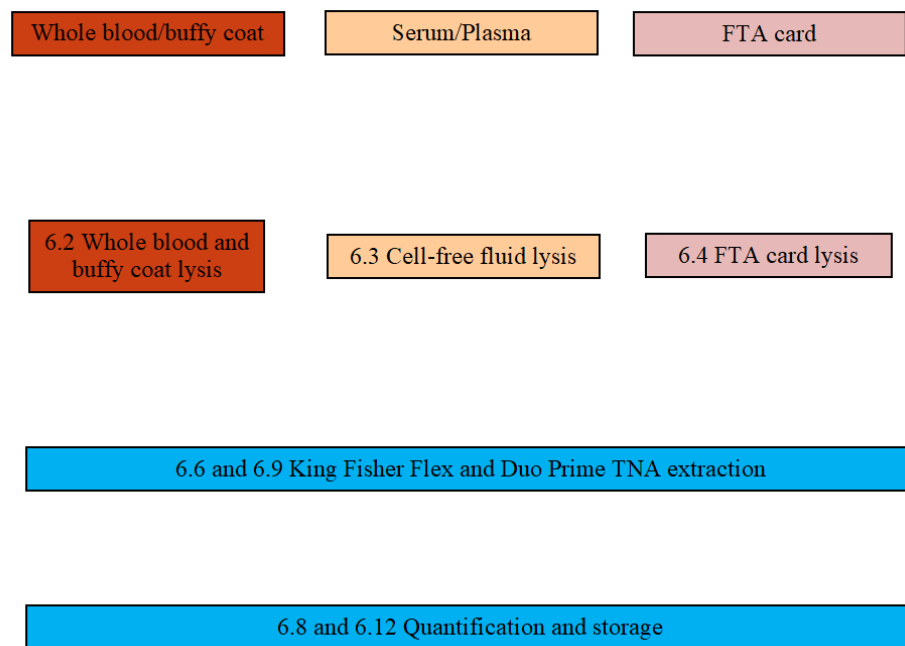 Whole blood/buffy coat
Serum/Plasma
FTA card
6.2 Whole blood and
buffy coat lysis
6.3 Cell-free fluid lysis
6.4 FTA card lysis
6.6 and 6.9 King Fisher Flex and Duo Prime TNA extraction
6.8 and 6.12 Quantification and storage